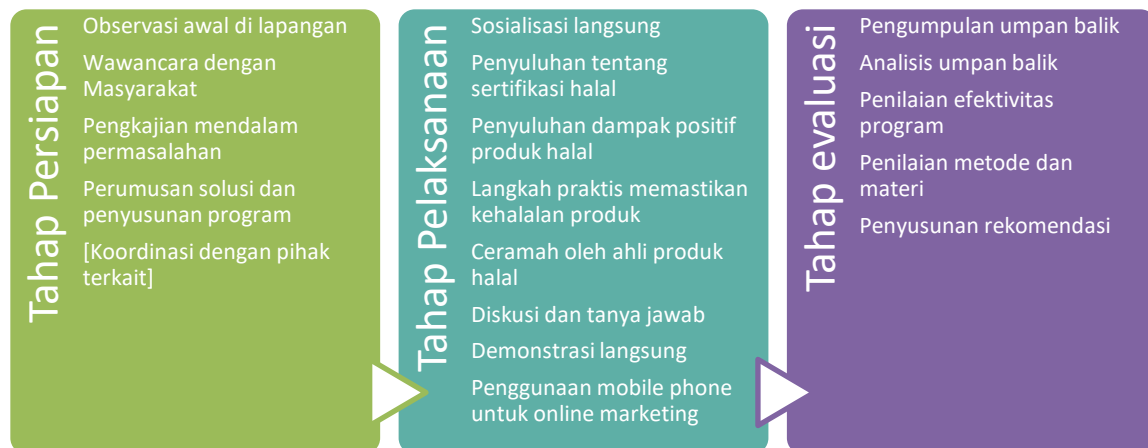 Tahap Persiapan
Observasi awal di lapangan
Wawancara dengan
Masyarakat
Pengkajian mendalam
permasalahan
Perumusan solusi dan
penyusunan program
[Koordinasi dengan pihak
terkait]
Tahap Pelaksanaan
Sosialisasi langsung
Penyuluhan tentang
sertifikasi halal
Penyuluhan dampak positif
produk halal
Langkah praktis memastikan
kehalalan produk
Ceramah oleh ahli produk
halal
Diskusi dan tanya jawab
Demonstrasi langsung
Penggunaan mobile phone
untuk online marketing
Tahap evaluasi
Pengumpulan umpan balik
Analisis umpan balik
Penilaian efektivitas
program
Penilaian metode dan
materi
Penyusunan rekomendasi